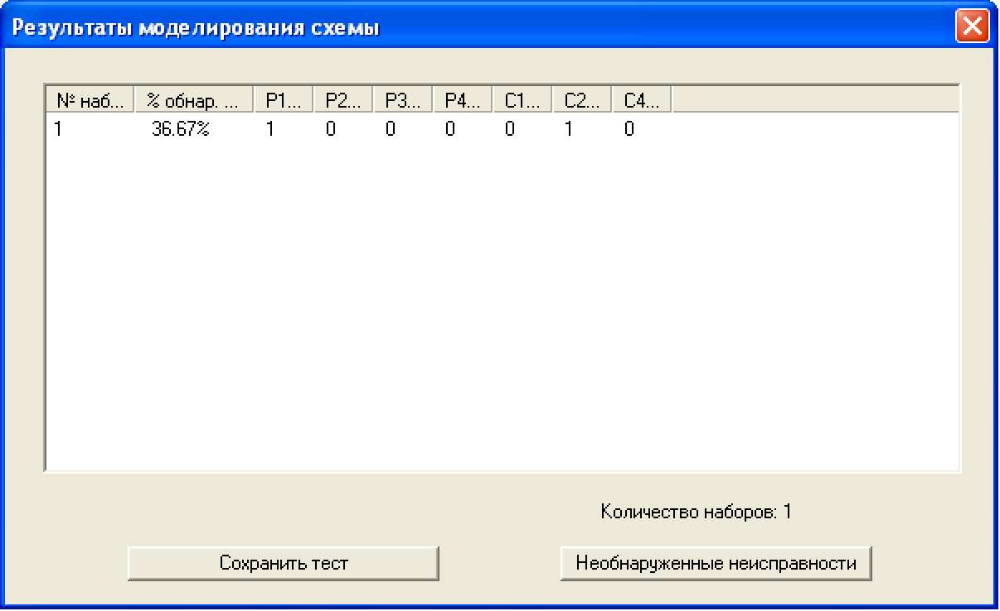 Результаты моделирования схемы
№ наб... % обнар. ... P1... P2... P3... P4... C1... C2... C4...
1 36.67% 1 0 0 0 0 1 0
Количество наборов: 1
Сохранить тест Необнаруженные неисправности